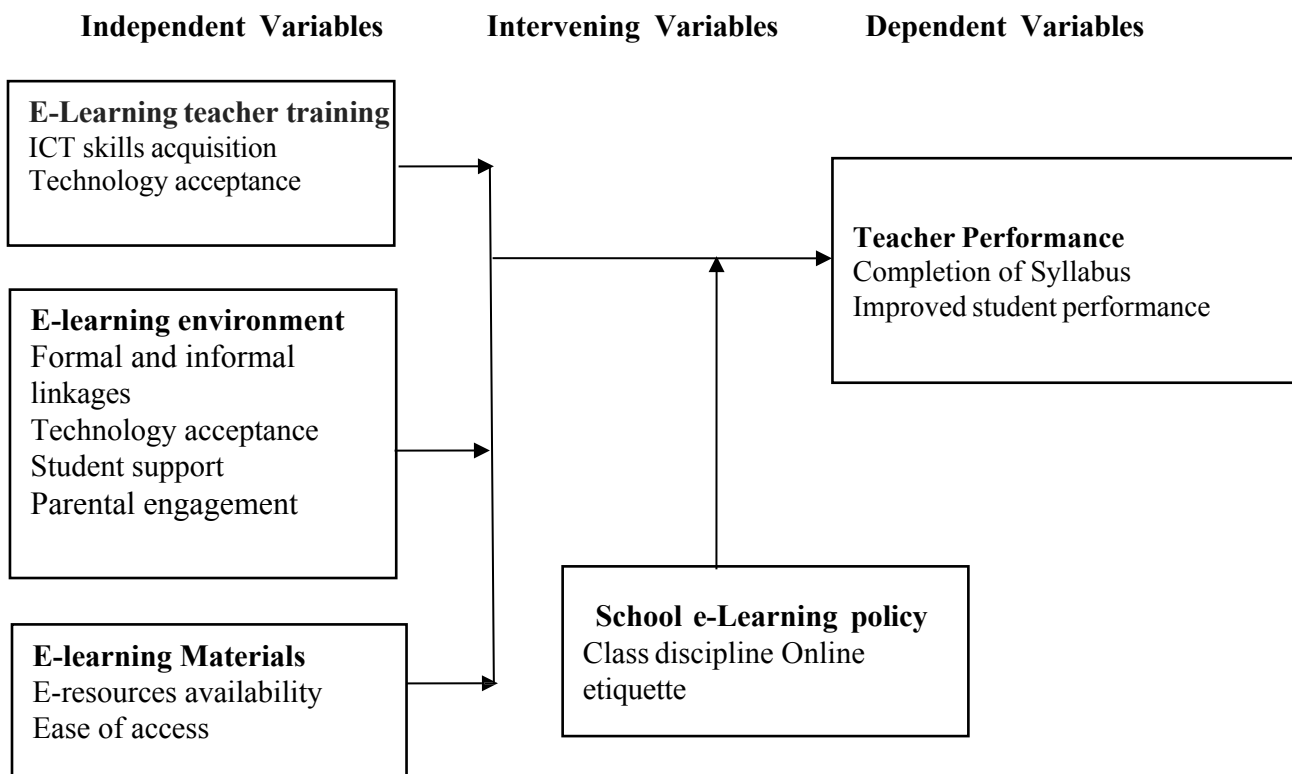 Independent Variables Intervening Variables Dependent Variables
E-Learning teacher training
ICT skills acquisition
Technology acceptance
E-learning environment
Formal and informal
linkages
Technology acceptance
Student support
Parental engagement
E-learning Materials
E-resources availability
Ease of access
School e-Learning policy
Class discipline Online
etiquette
Teacher Performance
Completion of Syllabus
Improved student performance